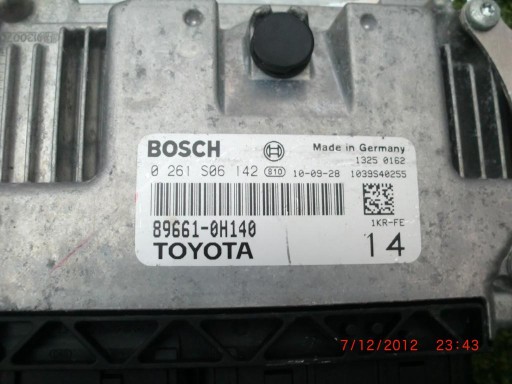 BOSCH
Made in Germany
1325 0162
0 261 S06 142 S10 10-09-28 1039S40255
89661-0H140
1KR-FE
TOYOTA
14
7/12/2012 23:43